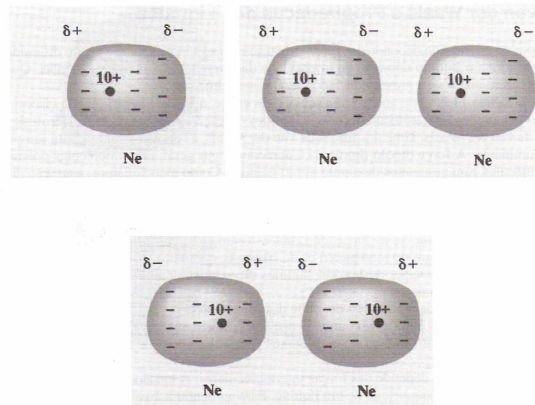 δ+ δ−
10+
Ne
δ+ δ− δ+ δ−
10+ 10+
Ne Ne
δ− δ+ δ− δ+
10+ 10+
Ne Ne